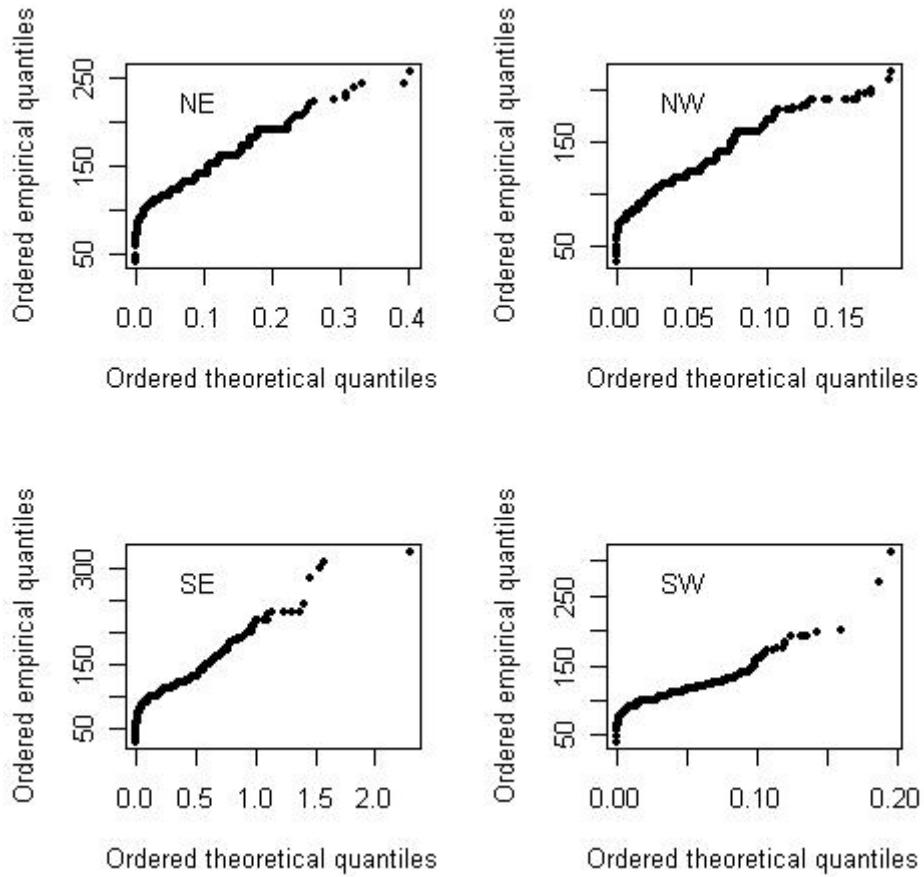 Ordered empirical quantiles
250
150
50
NE
0.0 0.1 0.2 0.3 0.4
Ordered theoretical quantiles
Ordered empirical quantiles
150
50
NW
0.00 0.05 0.10 0.15
Ordered theoretical quantiles
Ordered empirical quantiles
300
150
50
SE
0.0 0.5 1.0 1.5 2.0
Ordered theoretical quantiles
Ordered empirical quantiles
250
150
50
SW
0.00 0.10 0.20
Ordered theoretical quantiles